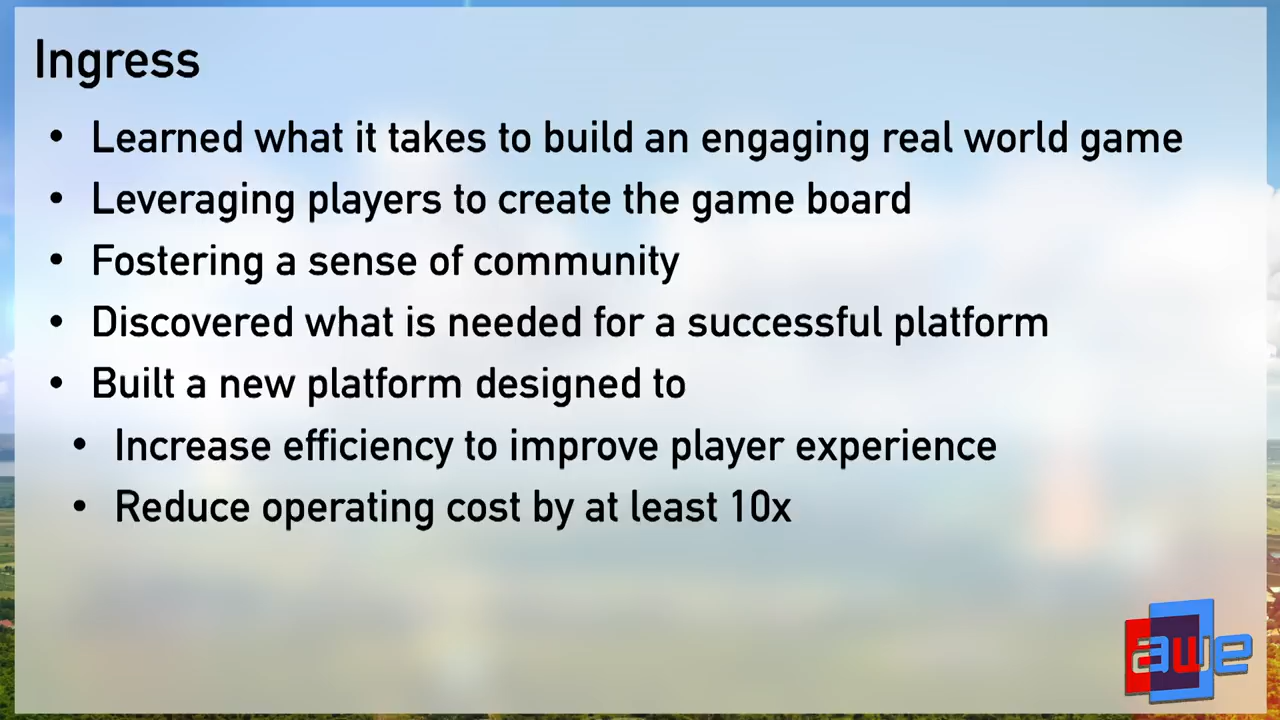 Ingress
• Learned what it takes to build an engaging real world game
• Leveraging players to create the game board
• Fostering a sense of community
• Discovered what is needed for a successful platform
• Built a new platform designed to
• Increase efficiency to improve player experience
• Reduce operating cost by at least 10x
awe